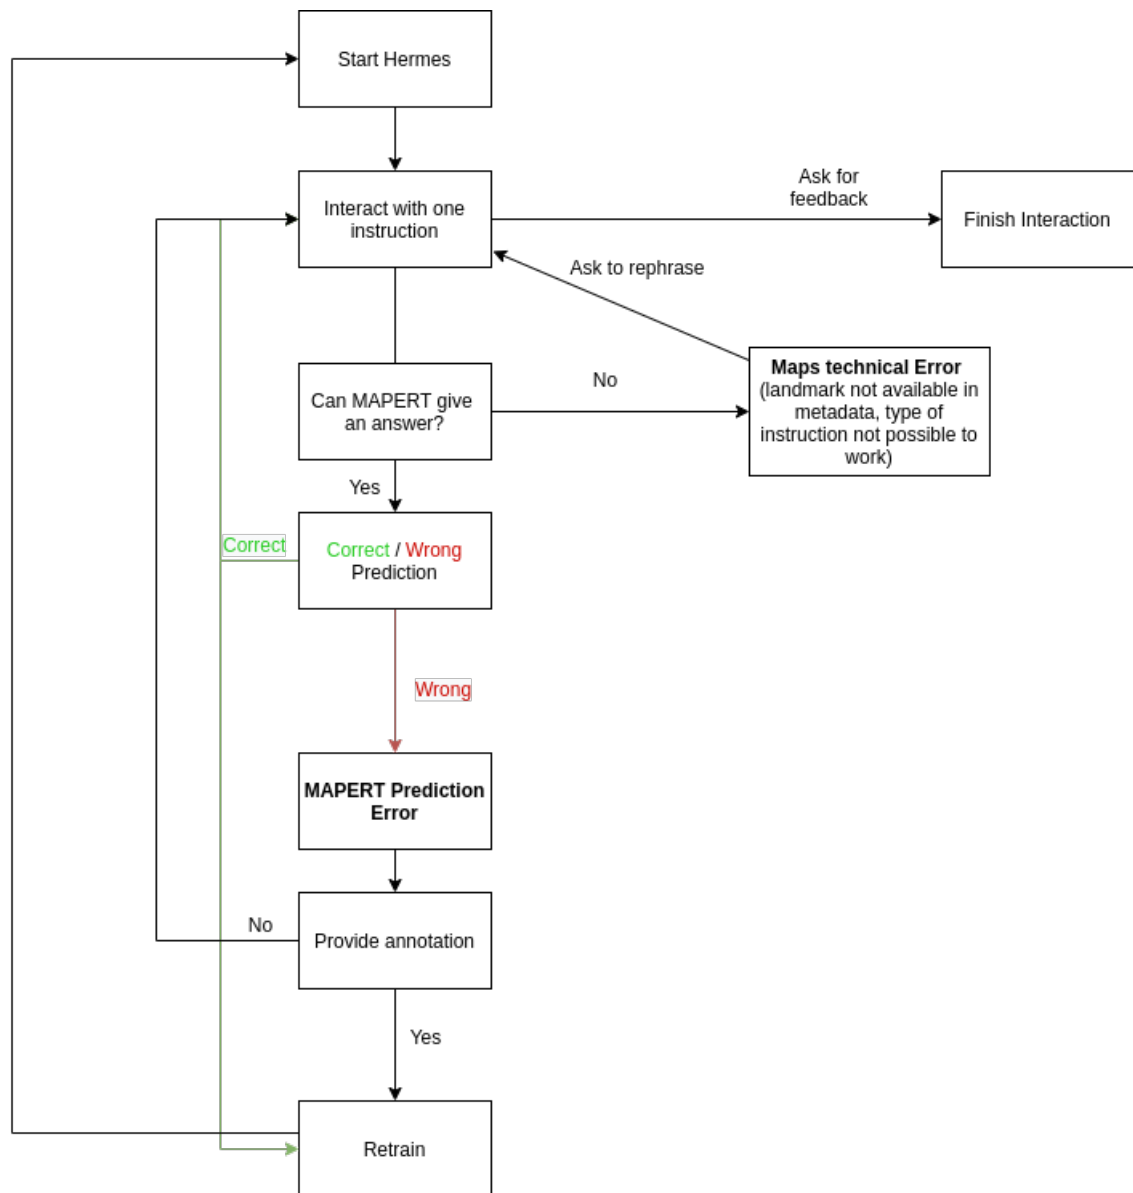 Start Hermes
Interact with one
instruction
Ask for
feedback
Finish Interaction
Ask to rephrase
Can MAPERT give
an answer?
No
Maps technical Error
(landmark not available in
metadata, type of
instruction not possible to
work)
Yes
Correct
Correct / Wrong
Prediction
Wrong
MAPERT Prediction
Error
No
Provide annotation
Yes
Retrain